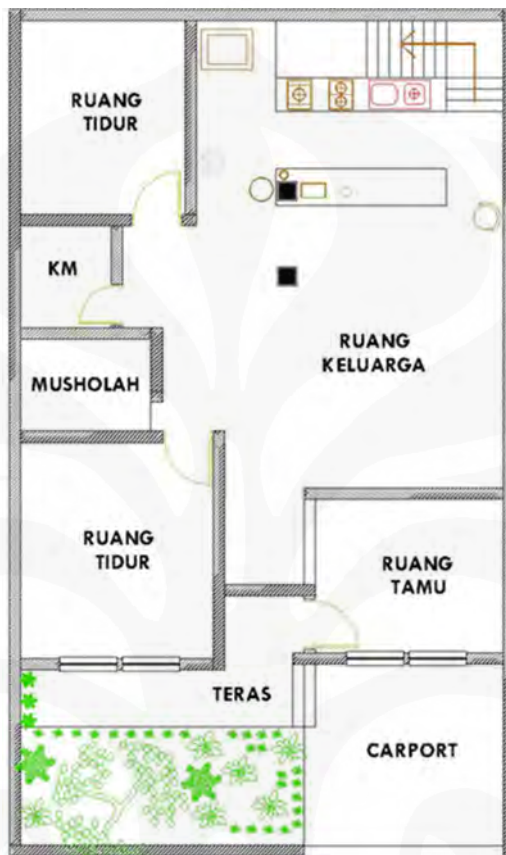 RUANG
TIDUR
KM
MUSHOLAH
RUANG
KELUARGA
RUANG
TIDUR
RUANG
TAMU
TERAS
CARPORT